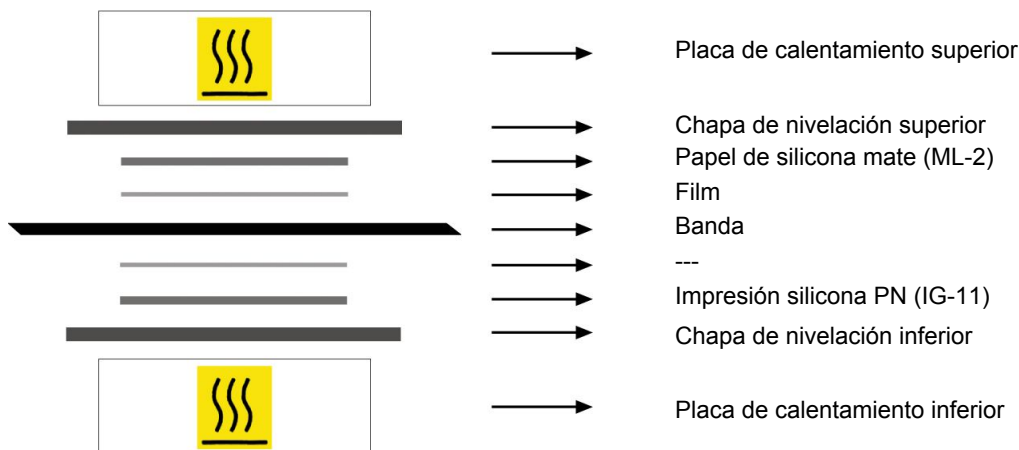 Placa de calentamiento superior
Chapa de nivelación superior
Papel de silicona mate (ML-2)
Film
Banda
---
Impresión silicona PN (IG-11)
Chapa de nivelación inferior
Placa de calentamiento inferior